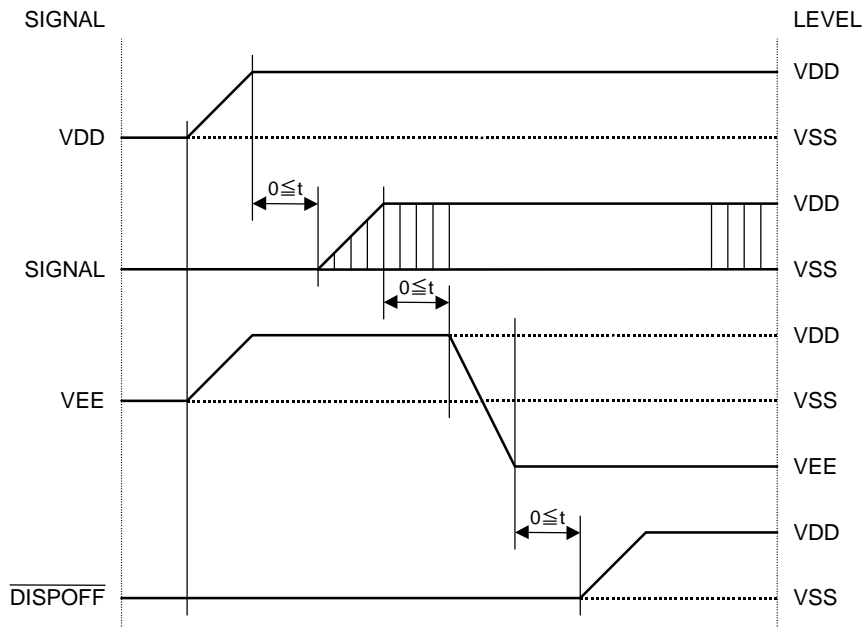 SIGNAL LEVEL
VDD
VDD VSS
0≦t
VDD
SIGNAL VSS
0≦t
VDD
VEE VSS
VEE
0≦t
VDD
DISPOFF VSS